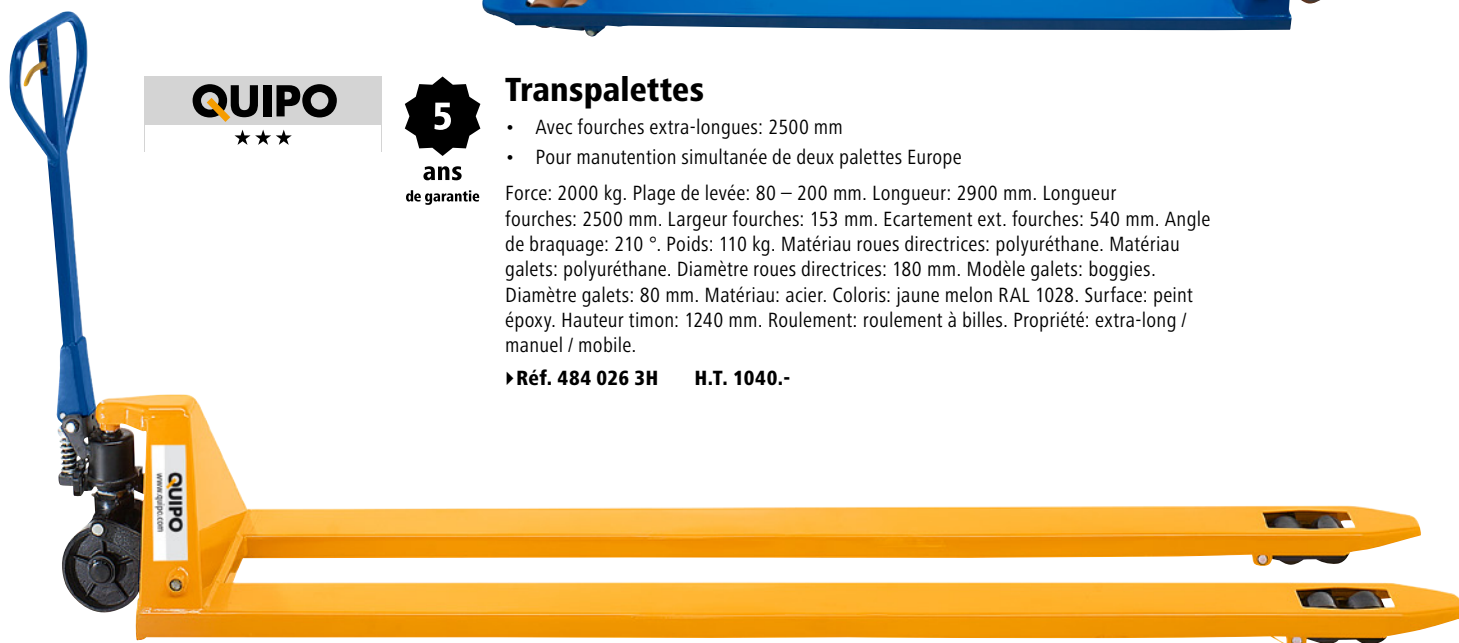 QUIPO
★★★
5
ans
de garantie
Transpalettes
• Avec fourches extra-longues: 2500 mm
• Pour manutention simultanée de deux palettes Europe
Force: 2000 kg. Plage de levée: 80 – 200 mm. Longueur: 2900 mm. Longueur
fourches: 2500 mm. Largeur fourches: 153 mm. Ecartement ext. fourches: 540 mm. Angle
de braquage: 210 °. Poids: 110 kg. Matériau roues directrices: polyuréthane. Matériau
galets: polyuréthane. Diamètre roues directrices: 180 mm. Modèle galets: boggies.
Diamètre galets: 80 mm. Matériau: acier. Coloris: jaune melon RAL 1028. Surface: peint
époxy. Hauteur timon: 1240 mm. Roulement: roulement à billes. Propriété: extra-long /
manuel / mobile.
▸Réf. 484 026 3H H.T. 1040.-
QUIPO
www.quipo.com